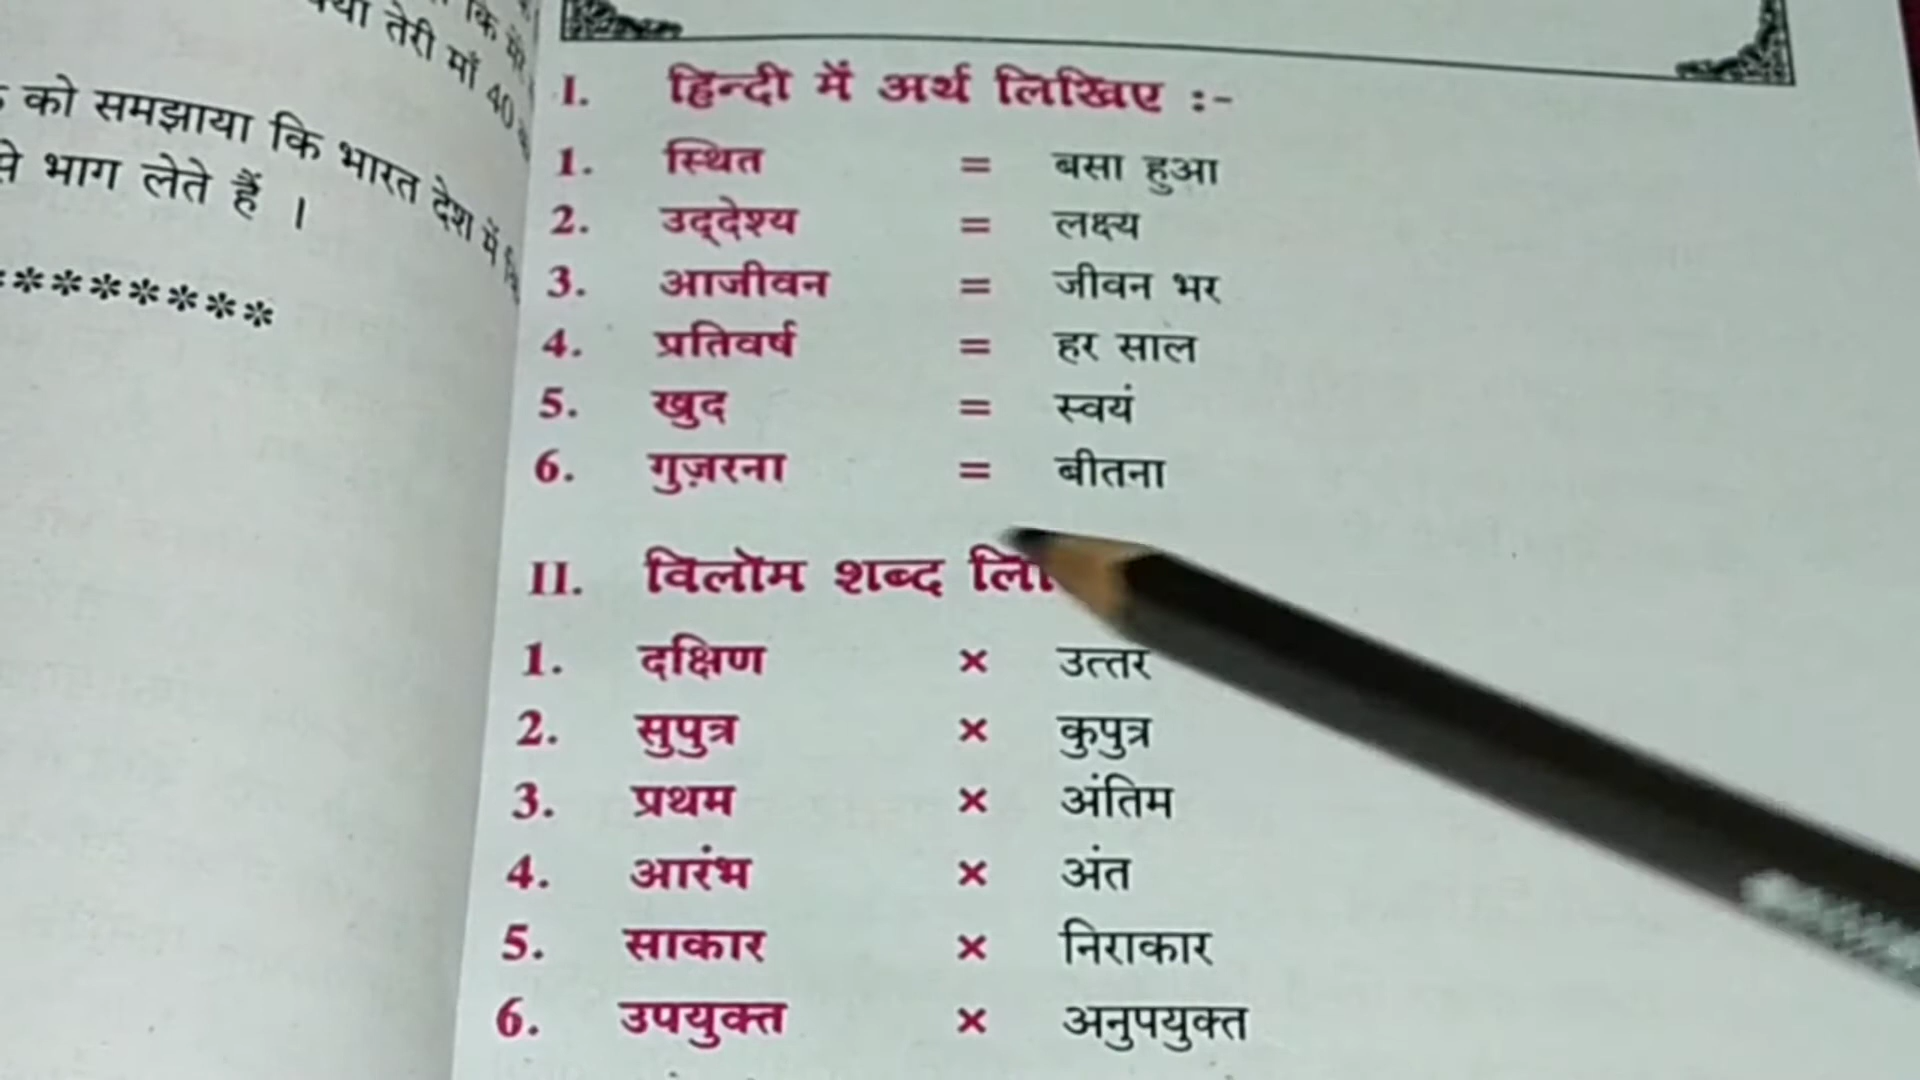 तेरी माँ 40
को समझाया कि भारत देश में
से भाग लेते हैं ।
********
I. हिन्दी में अर्थ लिखिए :-
1. स्थित = बसा हुआ
2. उद्देश्य = लक्ष्य
3. आजीवन = जीवन भर
4. प्रतिवर्ष = हर साल
5. खुद = स्वयं
6. गुज़रना = बीतना
II. विलोम शब्द
1. दक्षिण × उत्तर
2. सुपुत्र × कुपुत्र
3. प्रथम × अंतिम
4. आरंभ × अंत
5. साकार × निराकार
6. उपयुक्त × अनुपयुक्त